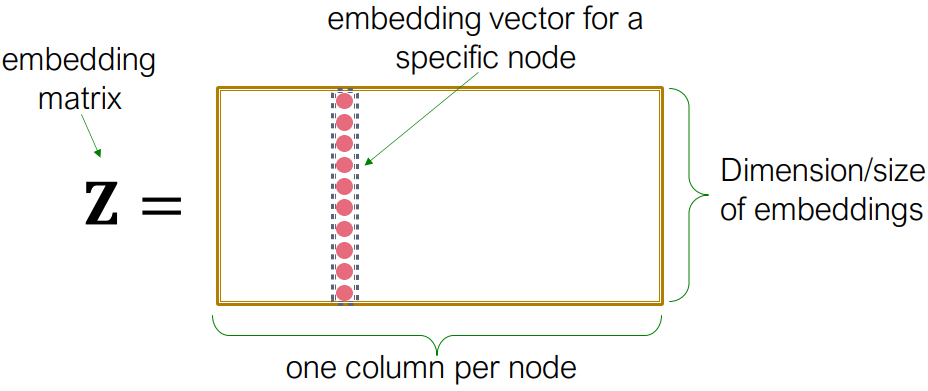 embedding vector for a
specific node
embedding
matrix
Z =
Dimension/size
of embeddings
one column per node